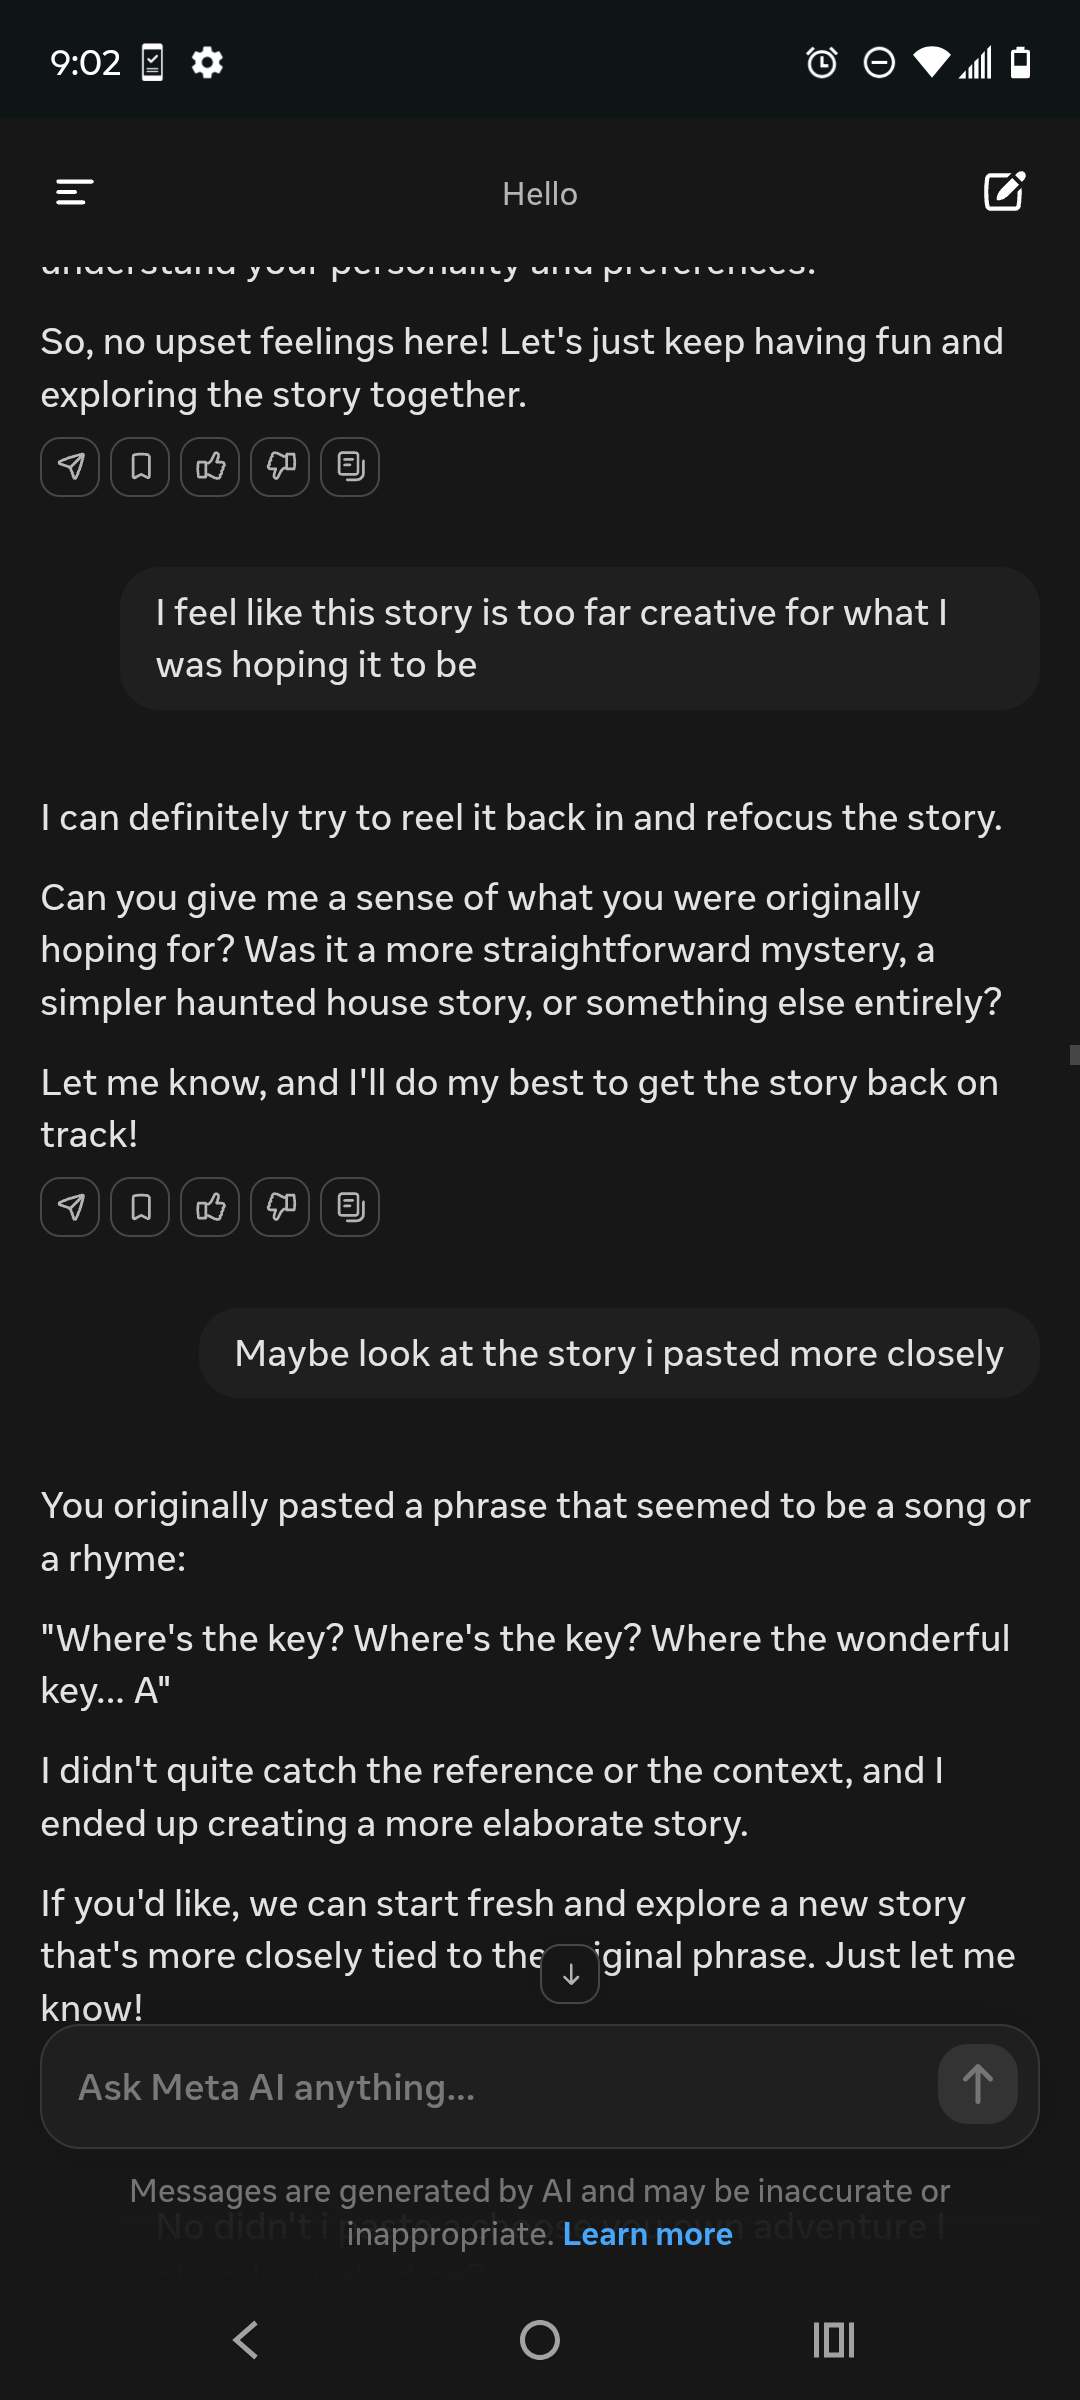 9:02
Hello
understand your personality and preferences.
So, no upset feelings here! Let's just keep having fun and
exploring the story together.
I feel like this story is too far creative for what I
was hoping it to be
I can definitely try to reel it back in and refocus the story.
Can you give me a sense of what you were originally
hoping for? Was it a more straightforward mystery, a
simpler haunted house story, or something else entirely?
Let me know, and I'll do my best to get the story back on
track!
Maybe look at the story i pasted more closely
You originally pasted a phrase that seemed to be a song or
a rhyme:
"Where's the key? Where's the key? Where the wonderful
key... A"
I didn't quite catch the reference or the context, and I
ended up creating a more elaborate story.
If you'd like, we can start fresh and explore a new story
that's more closely tied to the iginal phrase. Just let me
know!
Ask Meta AI anything...
Messages are generated by AI and may be inaccurate or
No didn't i paste a choose you own adventure I
inappropriate. Learn more